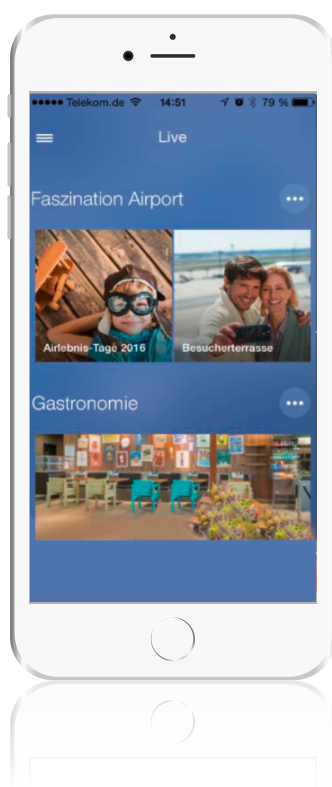 Telekom.de 14:51 79 %
Live
Faszination Airport
Airlebnis-Tage 2016
Besucherterrasse
Gastronomie